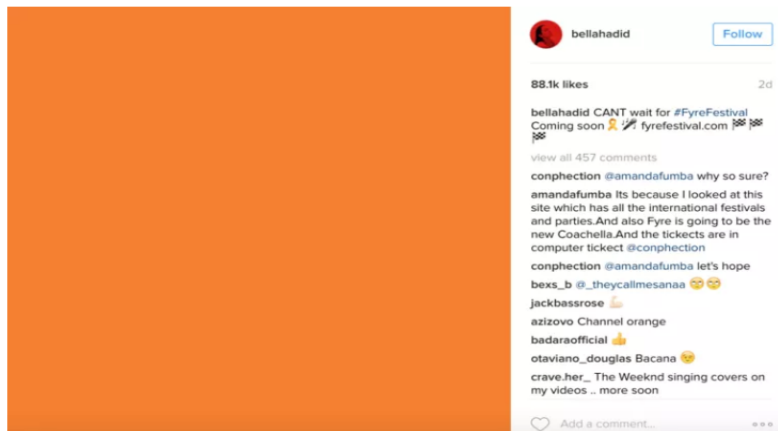 bellahadid
Follow
88.1k likes
2d
bellahadid CANT wait for #FyreFestival
Coming soon🎗️🎤 fyrefestival.com 🏁 🏁
🏁
view all 457 comments
conphection @amandafumba why so sure?
amandafumba Its because I looked at this
site which has all the international festivals
and parties.And also Fyre is going to be the
new Coachella.And the tickects are in
computer tickect @conphection
conphection @amandafumba let's hope
bexs_b @_theycallmesanaa 😁😁
jackbassrose 💪🏻
azizovo Channel orange
badaraofficial 👍
otaviano_douglas Bacana 😉
crave.her_ The Weeknd singing covers on
my videos .. more soon
Add a comment...